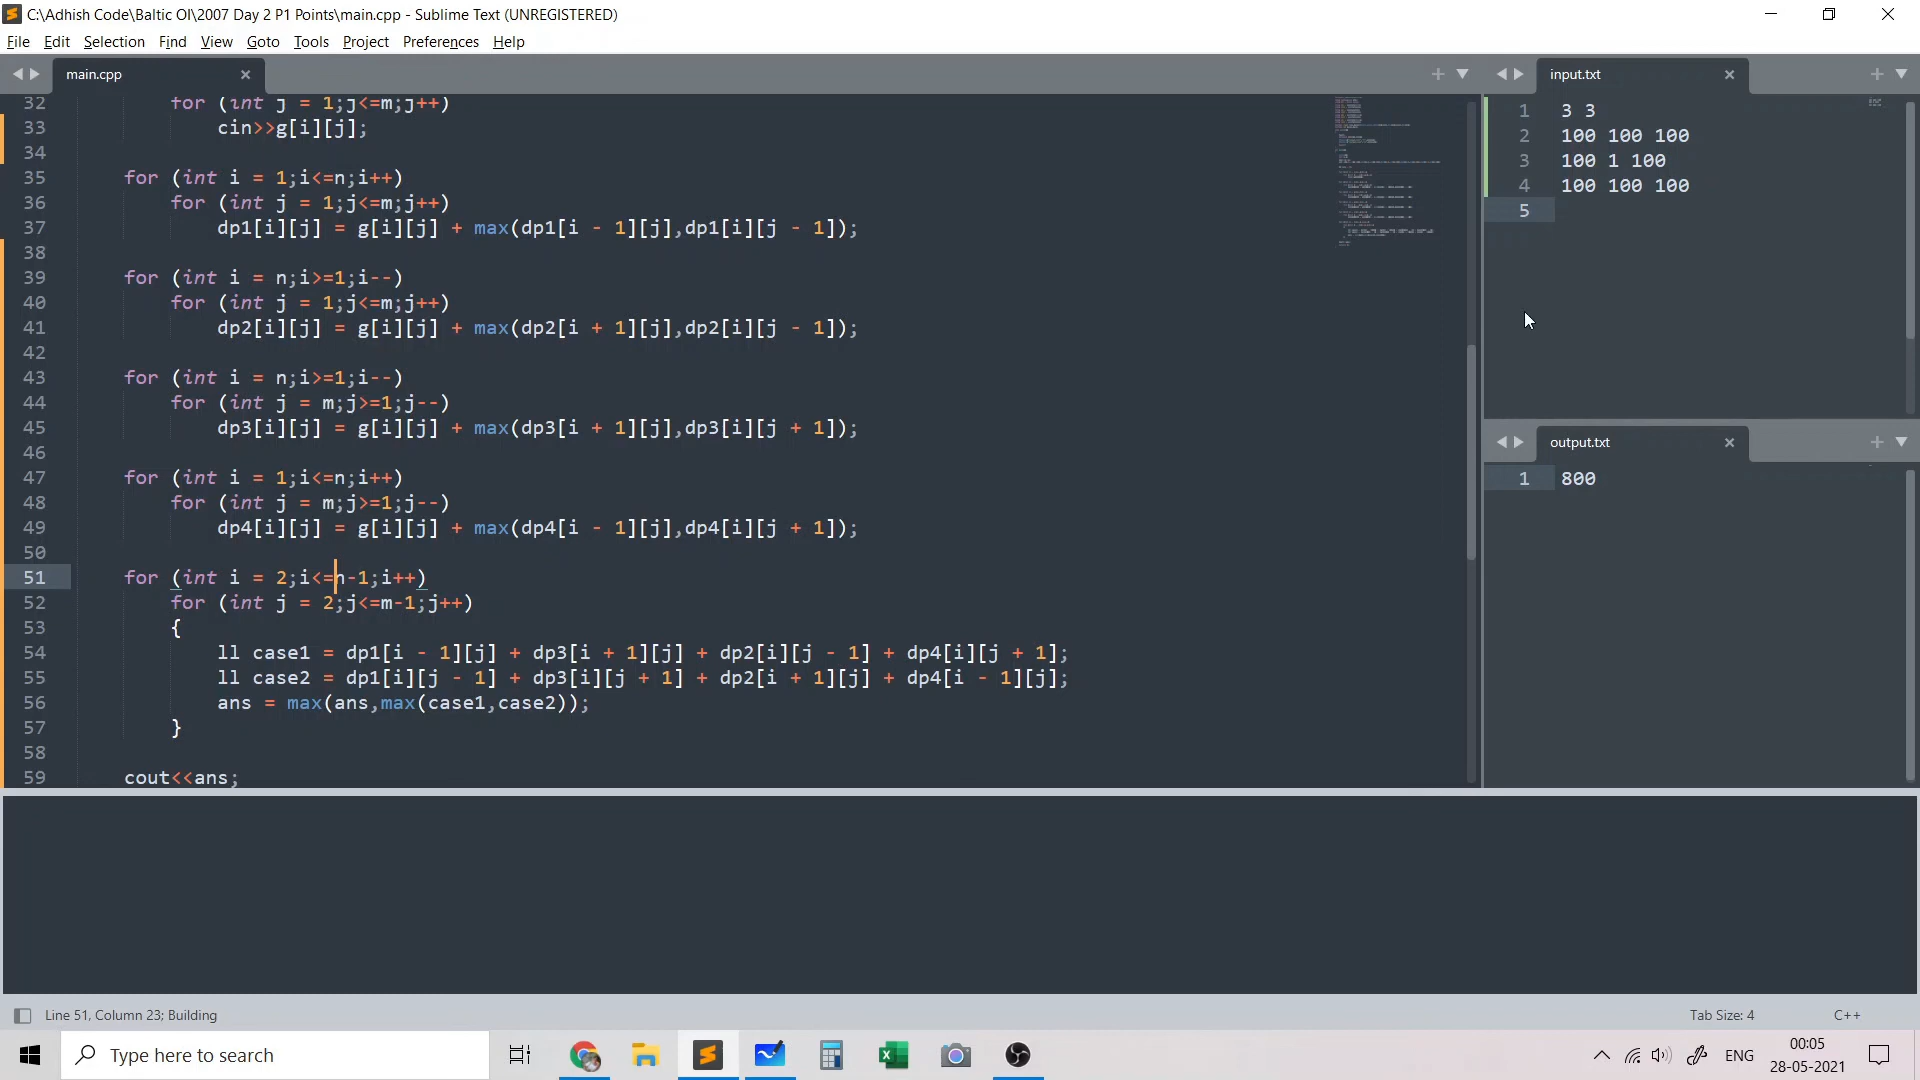 C:\Adhish Code\Baltic OI\2007 Day 2 P1 Points\main.cpp - Sublime Text (UNREGISTERED)
File Edit Selection Find View Goto Tools Project Preferences Help
main.cpp
32 for (int j = 1;j<=m;j++)
33 cin>>g[i][j];
34
35 for (int i = 1;i<=n;i++)
36 for (int j = 1;j<=m;j++)
37 dp1[i][j] = g[i][j] + max(dp1[i - 1][j],dp1[i][j - 1]);
38
39 for (int i = n;i>=1;i--)
40 for (int j = 1;j<=m;j++)
41 dp2[i][j] = g[i][j] + max(dp2[i + 1][j],dp2[i][j - 1]);
42
43 for (int i = n;i>=1;i--)
44 for (int j = m;j>=1;j--)
45 dp3[i][j] = g[i][j] + max(dp3[i + 1][j],dp3[i][j + 1]);
46
47 for (int i = 1;i<=n;i++)
48 for (int j = m;j>=1;j--)
49 dp4[i][j] = g[i][j] + max(dp4[i - 1][j],dp4[i][j + 1]);
50
51 for (int i = 2;i<=n-1;i++)
52 for (int j = 2;j<=m-1;j++)
53 {
54 ll case1 = dp1[i - 1][j] + dp3[i + 1][j] + dp2[i][j - 1] + dp4[i][j + 1];
55 ll case2 = dp1[i][j - 1] + dp3[i][j + 1] + dp2[i + 1][j] + dp4[i - 1][j];
56 ans = max(ans,max(case1,case2));
57 }
58
59 cout<<ans;
input.txt
1 3 3
2 100 100 100
3 100 1 100
4 100 100 100
5
output.txt
1 800
Line 51, Column 23; Building
Tab Size: 4
C++
Type here to search
ENG
00:05
28-05-2021